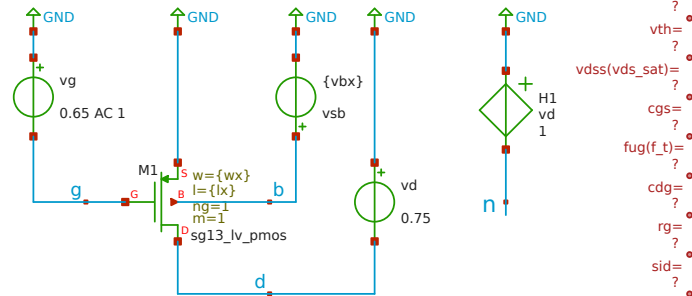 GND
GND
GND
GND
GND
?
vth=
?
vdss(vds_sat)=
?
cgs=
?
fug(f_t)=
?
cdg=
?
rg=
?
sid=
?
vg
0.65 AC 1
{vbx}
vsb
H1
vd
1
M1
S
w={wx}
l={lx}
G
B
ng=1
m=1
D
sg13_lv_pmos
g
b
vd
0.75
n
d